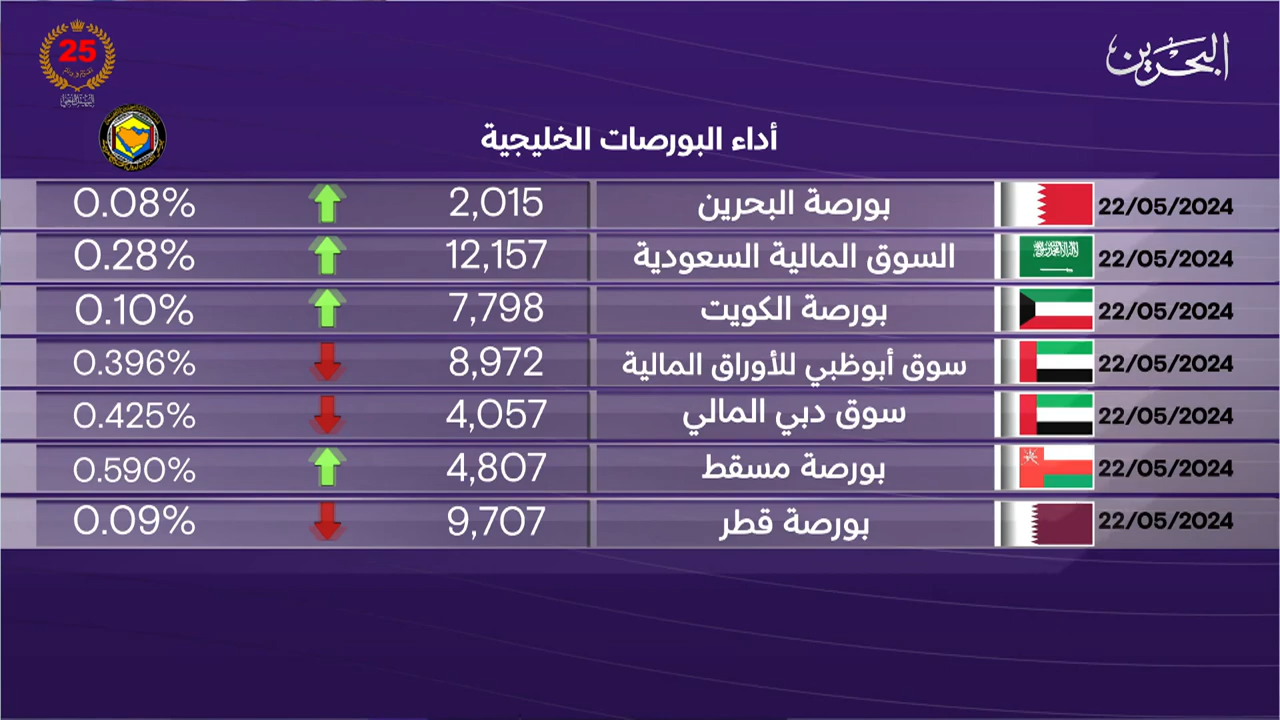 البحرين
25
أداء البورصات الخليجية
22/05/2024 بورصة البحرين 2,015 0.08%
22/05/2024 السوق المالية السعودية 12,157 0.28%
22/05/2024 بورصة الكويت 7,798 0.10%
22/05/2024 سوق أبوظبي للأوراق المالية 8,972 0.396%
22/05/2024 سوق دبي المالي 4,057 0.425%
22/05/2024 بورصة مسقط 4,807 0.590%
22/05/2024 بورصة قطر 9,707 0.09%